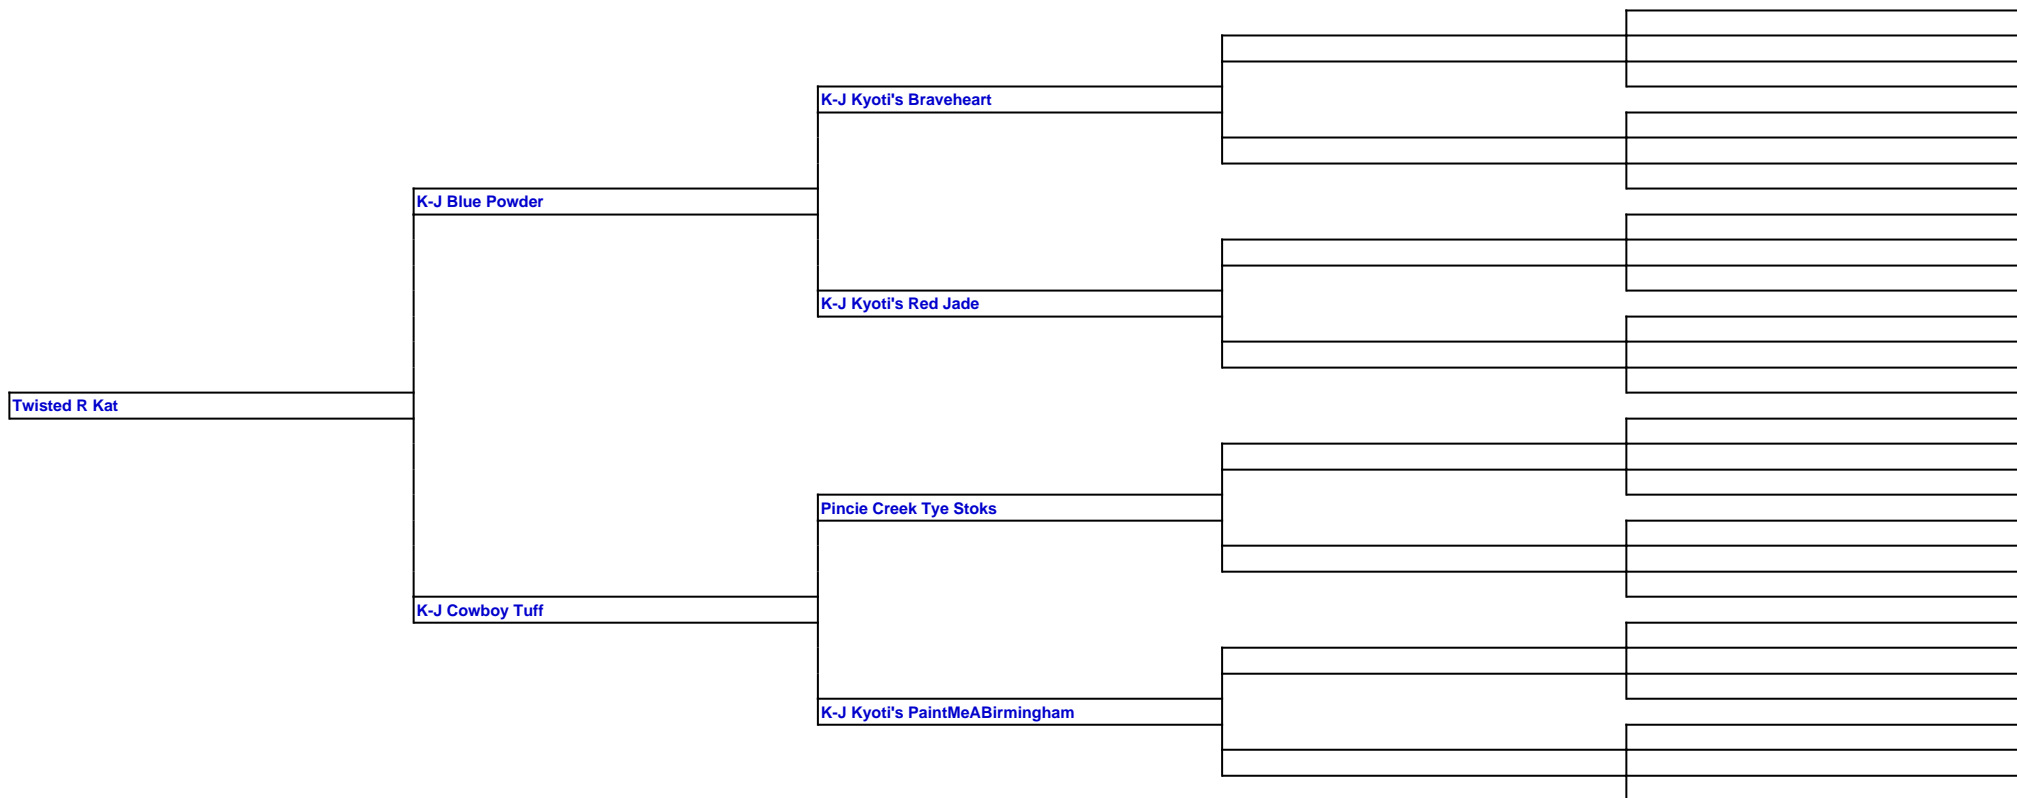 K-J Kyoti's Braveheart
K-J Blue Powder
K-J Kyoti's Red Jade
Twisted R Kat
Pincie Creek Tye Stoks
K-J Cowboy Tuff
K-J Kyoti's PaintMeABirmingham